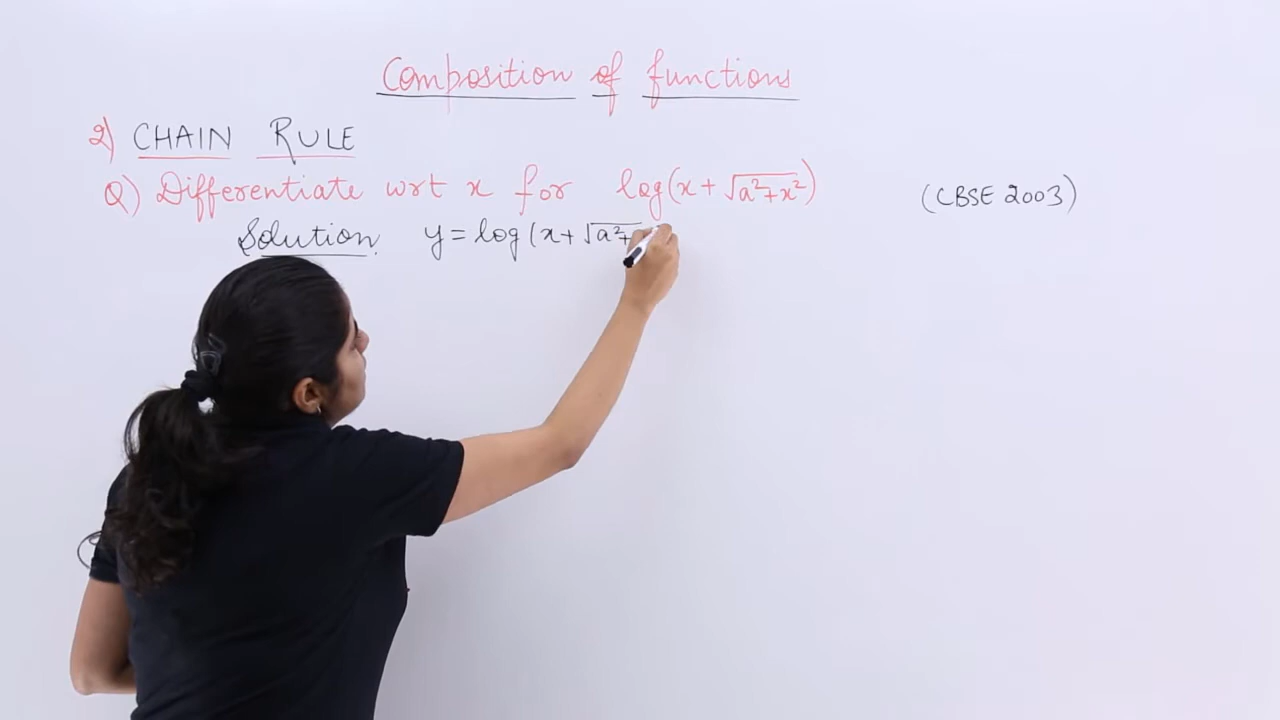 Composition of functions
2) CHAIN RULE
Q) Differentiate wrt x for log(x + √a²+x²) (CBSE 2003)
Solution. y = log (x + √a²+